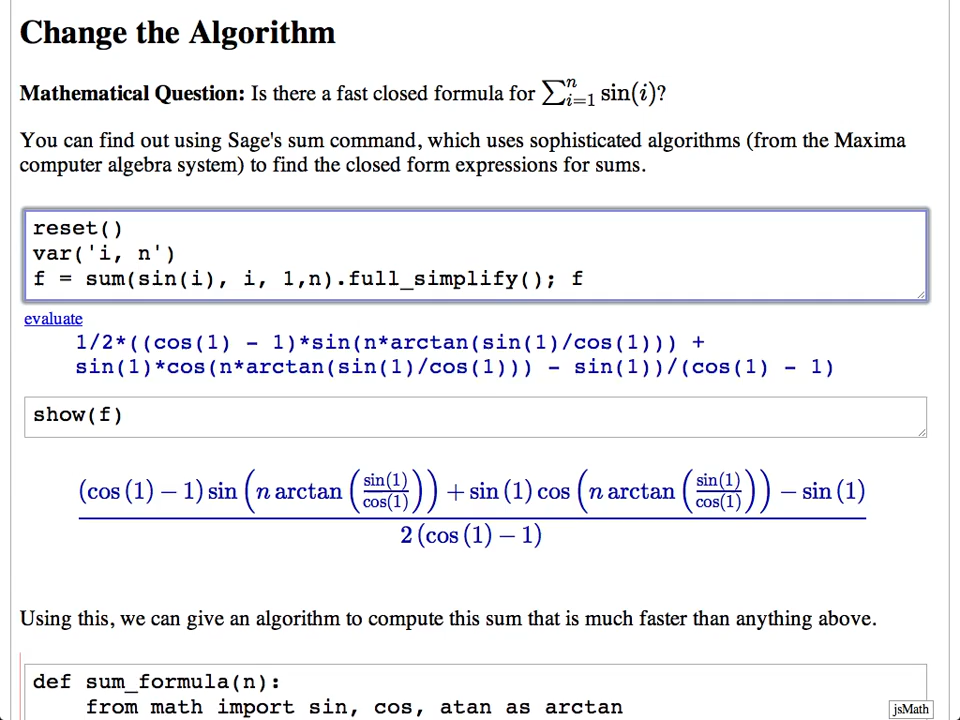 Change the Algorithm
Mathematical Question: Is there a fast closed formula for ∑_{i=1}^{n} sin(i)?
You can find out using Sage's sum command, which uses sophisticated algorithms (from the Maxima
computer algebra system) to find the closed form expressions for sums.
reset()
var('i, n')
f = sum(sin(i), i, 1,n).full_simplify(); f
evaluate
1/2*((cos(1) - 1)*sin(n*arctan(sin(1)/cos(1))) +
sin(1)*cos(n*arctan(sin(1)/cos(1))) - sin(1))/(cos(1) - 1)
show(f)
(cos (1) − 1) sin (n arctan (sin(1)/cos(1))) + sin (1) cos (n arctan (sin(1)/cos(1))) − sin (1)
2 (cos (1) − 1)
Using this, we can give an algorithm to compute this sum that is much faster than anything above.
def sum_formula(n):
from math import sin, cos, atan as arctan
jsMath